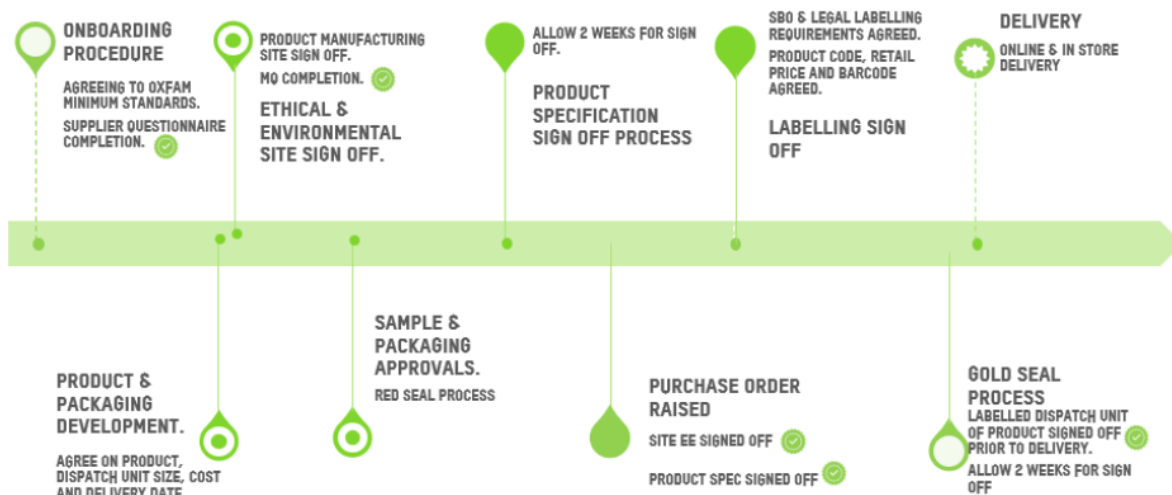 ONBOARDING
PROCEDURE
AGREEING TO OXFAM
MINIMUM STANDARDS.
SUPPLIER QUESTIONNAIRE
COMPLETION.
PRODUCT MANUFACTURING
SITE SIGN OFF.
MQ COMPLETION.
ETHICAL &
ENVIRONMENTAL
SITE SIGN OFF.
ALLOW 2 WEEKS FOR SIGN
OFF.
PRODUCT
SPECIFICATION
SIGN OFF PROCESS
SBO & LEGAL LABELLING
REQUIREMENTS AGREED.
PRODUCT CODE, RETAIL
PRICE AND BARCODE
AGREED.
LABELLING SIGN
OFF
DELIVERY
ONLINE & IN STORE
DELIVERY
PRODUCT &
PACKAGING
DEVELOPMENT.
AGREE ON PRODUCT,
DISPATCH UNIT SIZE, COST
AND DELIVERY DATE
SAMPLE &
PACKAGING
APPROVALS.
RED SEAL PROCESS
PURCHASE ORDER
RAISED
SITE EE SIGNED OFF
PRODUCT SPEC SIGNED OFF
GOLD SEAL
PROCESS
LABELLED DISPATCH UNIT
OF PRODUCT SIGNED OFF
PRIOR TO DELIVERY.
ALLOW 2 WEEKS FOR SIGN
OFF